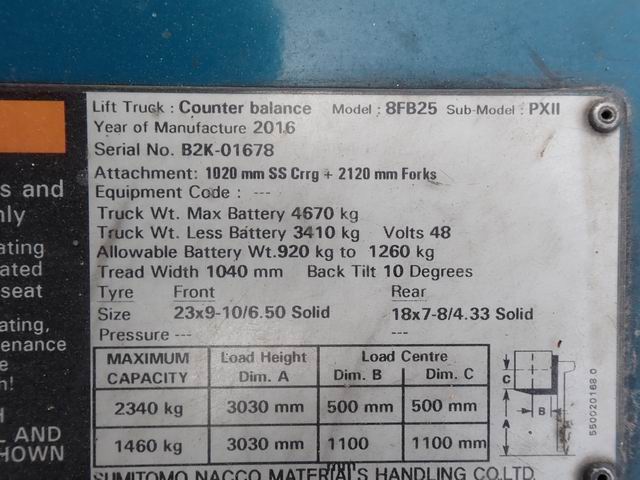 Lift Truck : Counter balance Model : 8FB25 Sub-Model : PXII
Year of Manufacture 2016
Serial No. B2K-01678
Attachment: 1020 mm SS Crrg + 2120 mm Forks
Equipment Code : ---
Truck Wt. Max Battery 4670 kg
Truck Wt. Less Battery 3410 kg Volts 48
Allowable Battery Wt.920 kg to 1260 kg
Tread Width 1040 mm Back Tilt 10 Degrees
Tyre Front Rear
Size 23x9-10/6.50 Solid 18x7-8/4.33 Solid
Pressure --- ---
MAXIMUM CAPACITY Load Height Dim. A Load Centre Dim. B Dim. C
2340 kg 3030 mm 500 mm 500 mm
1460 kg 3030 mm 1100 1100 mm
SUMITOMO NACCO MATERIALS HANDLING CO.LTD.
C
B
A
550020168 0
s and
nly
ating
ated
seat
ating,
enance
e
h!
H
L AND
SHOWN